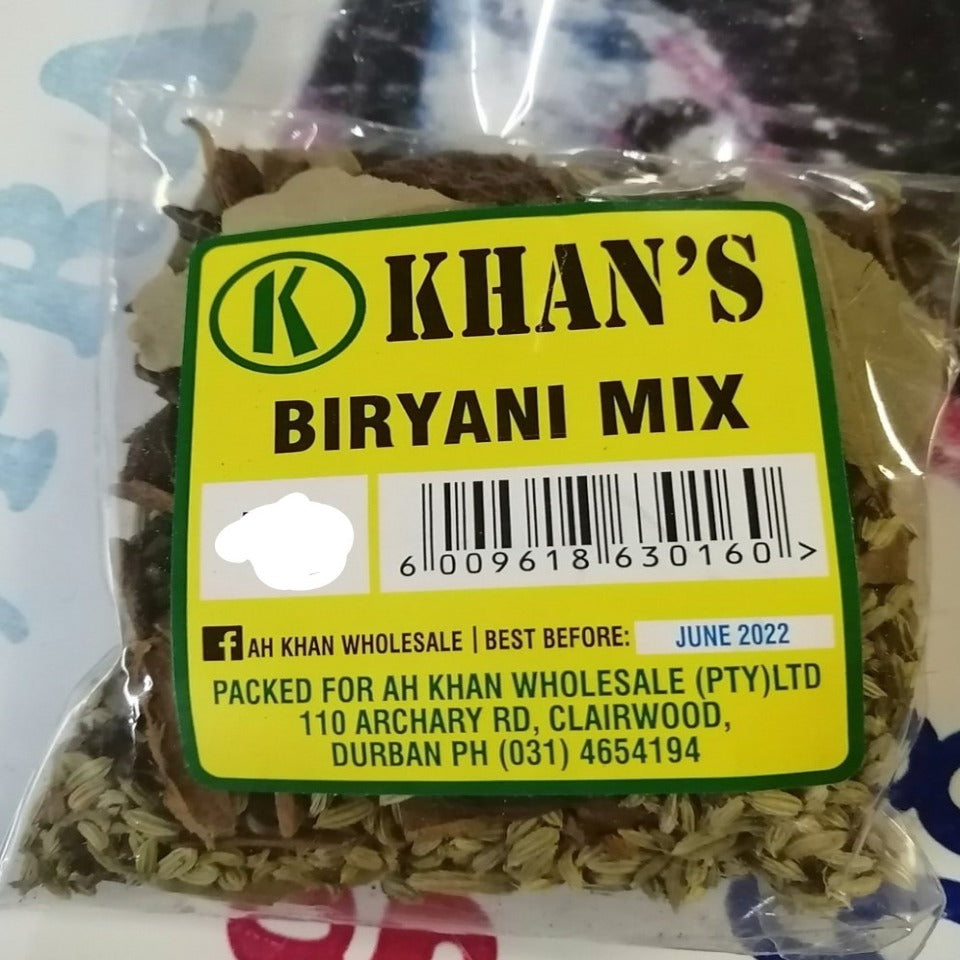 K KHAN'S
BIRYANI MIX
6 009618 630160 >
f AH KHAN WHOLESALE | BEST BEFORE: JUNE 2022
PACKED FOR AH KHAN WHOLESALE (PTY)LTD
110 ARCHARY RD, CLAIRWOOD,
DURBAN PH (031) 4654194